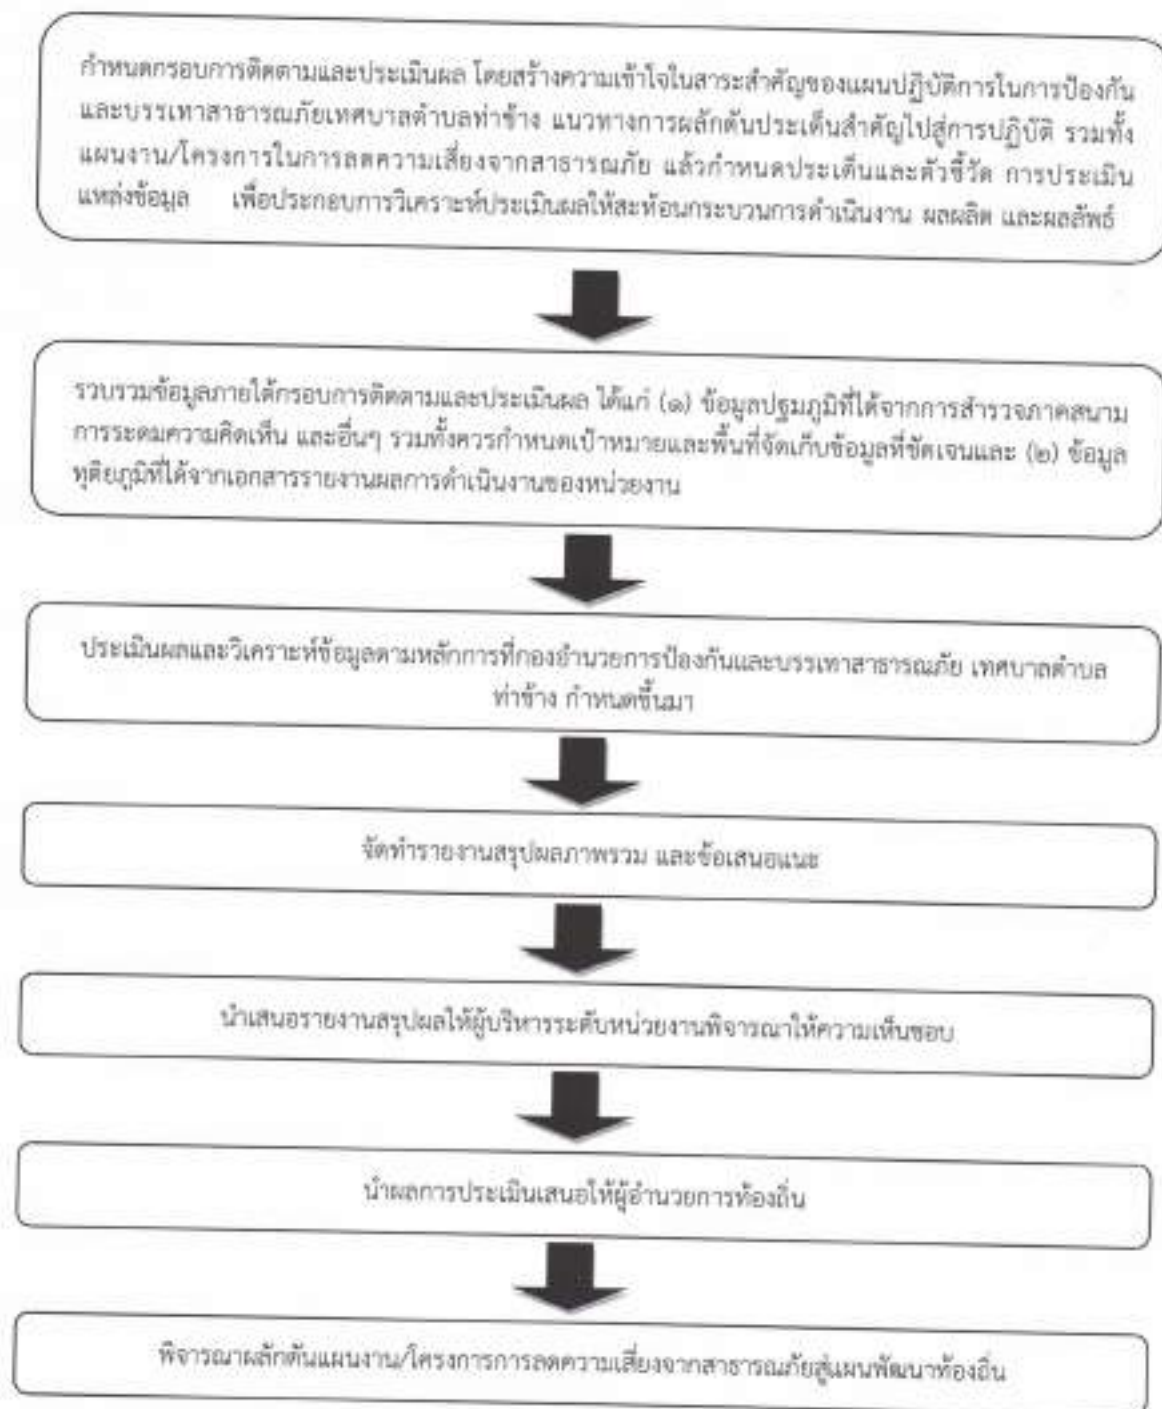 กำหนดกรอบการติดตามและประเมินผล โดยสร้างความเข้าใจในสาระสำคัญของแผนปฏิบัติการในการป้องกัน
และบรรเทาสาธารณภัยเทศบาลตำบลท่าช้าง แนวทางการผลักดันประเด็นสำคัญไปสู่การปฏิบัติ รวมทั้ง
แผนงาน/โครงการในการลดความเสี่ยงจากสาธารณภัย แล้วกำหนดประเด็นและตัวชี้วัด การประเมิน
แหล่งข้อมูล เพื่อประกอบการวิเคราะห์ประเมินผลให้สะท้อนกระบวนการดำเนินงาน ผลผลิต และผลลัพธ์
รวบรวมข้อมูลภายใต้กรอบการติดตามและประเมินผล ได้แก่ (๑) ข้อมูลปฐมภูมิที่ได้จากการสำรวจภาคสนาม
การระดมความคิดเห็น และอื่นๆ รวมทั้งควรกำหนดเป้าหมายและพื้นที่จัดเก็บข้อมูลที่ชัดเจนและ (๒) ข้อมูล
ทุติยภูมิที่ได้จากเอกสารรายงานผลการดำเนินงานของหน่วยงาน
ประเมินผลและวิเคราะห์ข้อมูลตามหลักการที่กองอำนวยการป้องกันและบรรเทาสาธารณภัย เทศบาลตำบล
ท่าช้าง กำหนดขึ้นมา
จัดทำรายงานสรุปผลภาพรวม และข้อเสนอแนะ
นำเสนอรายงานสรุปผลให้ผู้บริหารระดับหน่วยงานพิจารณาให้ความเห็นชอบ
นำผลการประเมินเสนอให้ผู้อำนวยการท้องถิ่น
พิจารณาผลักดันแผนงาน/โครงการการลดความเสี่ยงจากสาธารณภัยสู่แผนพัฒนาท้องถิ่น